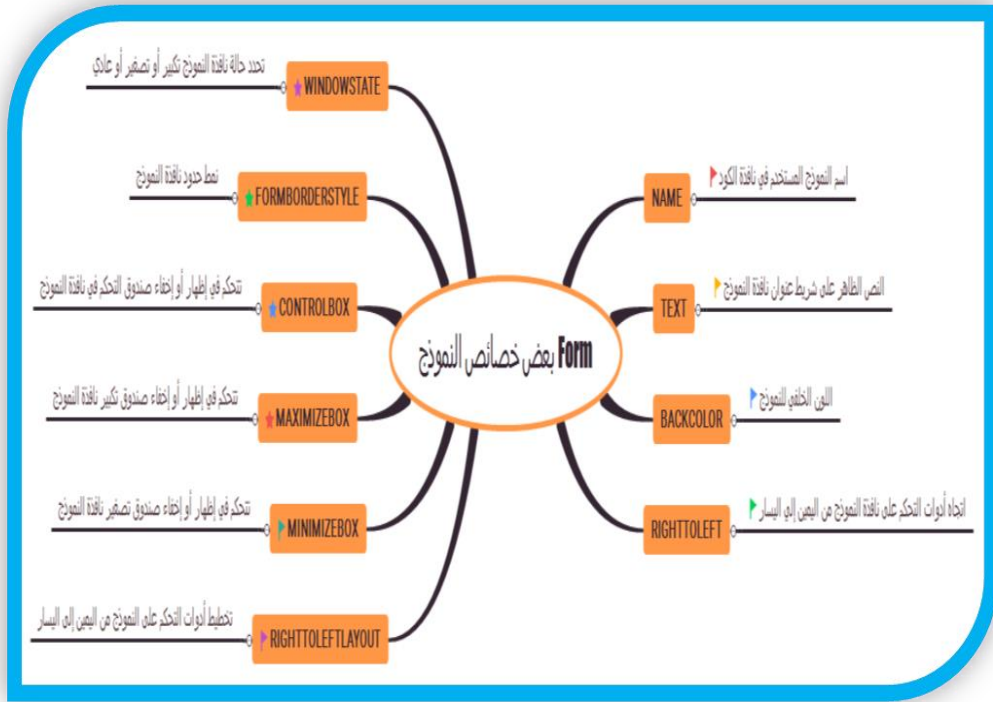 بعض خصائص النموذج Form
NAME
اسم النموذج المستخدم في نافذة الكود
TEXT
النص الظاهر على شريط عنوان نافذة النموذج
BACKCOLOR
اللون الخلفي للنموذج
RIGHTTOLEFT
اتجاه أدوات التحكم على نافذة النموذج من اليمين إلي اليسار
WINDOWSTATE
تحدد حالة نافذة النموذج تكبير أو تصغير أو عادي
FORMBORDERSTYLE
نمط حدود نافذة النموذج
CONTROLBOX
تتحكم في إظهار أو إخفاء صندوق التحكم في نافذة النموذج
MAXIMIZEBOX
تتحكم في إظهار أو إخفاء صندوق تكبير نافذة النموذج
MINIMIZEBOX
تتحكم في إظهار أو إخفاء صندوق تصغير نافذة النموذج
RIGHTTOLEFTLAYOUT
تخطيط أدوات التحكم على النموذج من اليمين إلى اليسار